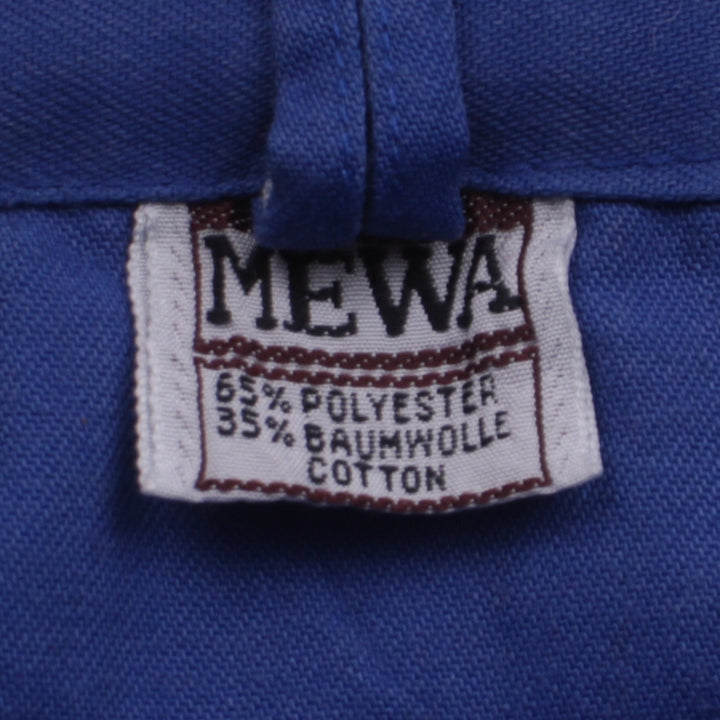 MEWA
65% POLYESTER
35% BAUMWOLLE
COTTON